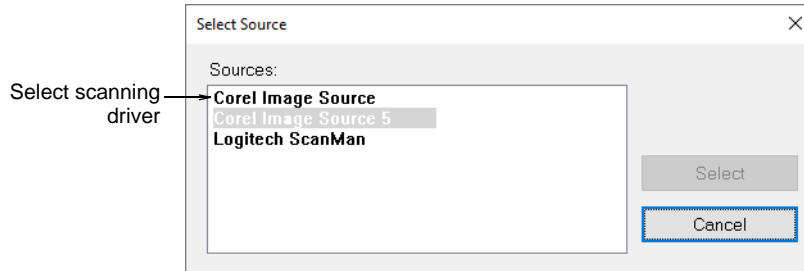 Select Source
Sources:
Select scanning
driver
Corel Image Source
Corel Image Source 5
Logitech ScanMan
Select
Cancel